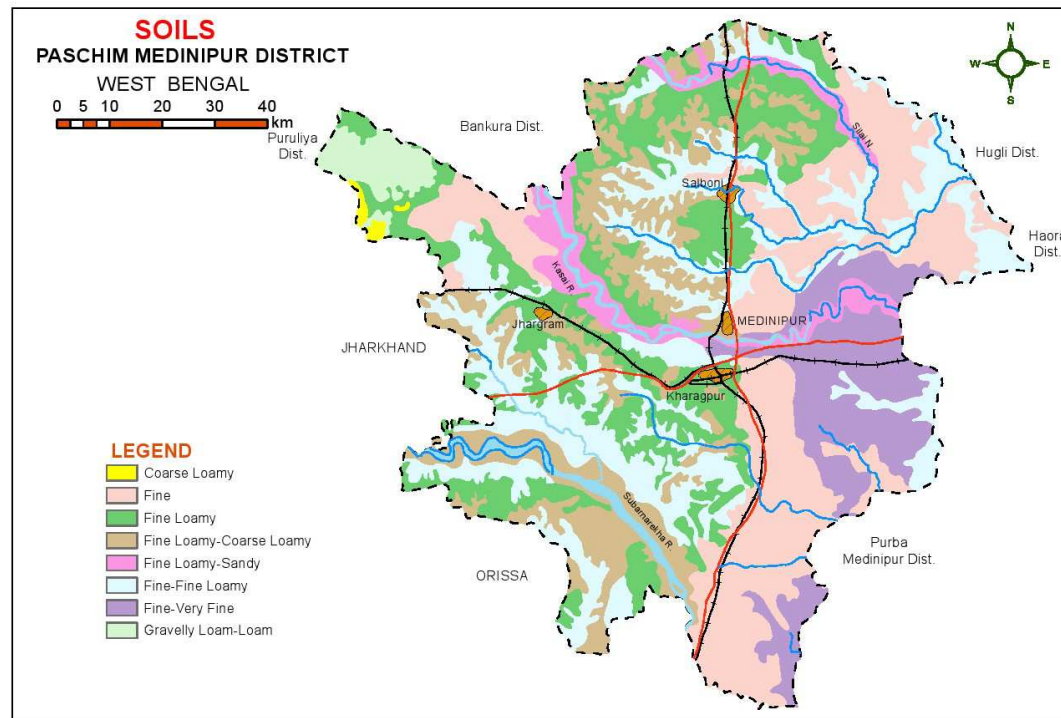 SOILS
PASCHIM MEDINIPUR DISTRICT
WEST BENGAL
0 5 10 20 30 40
km
N
W E
S
Puruliya
Dist.
Bankura Dist.
Silai N.
Hugli Dist.
Salboni
Haora
Dist.
Kasai R.
MEDINIPUR
Jhargram
JHARKHAND
Kharagpur
LEGEND
Coarse Loamy
Fine
Fine Loamy
Fine Loamy-Coarse Loamy
Fine Loamy-Sandy
Fine-Fine Loamy
Fine-Very Fine
Gravelly Loam-Loam
Subarnarekha R.
ORISSA
Purba
Medinipur Dist.